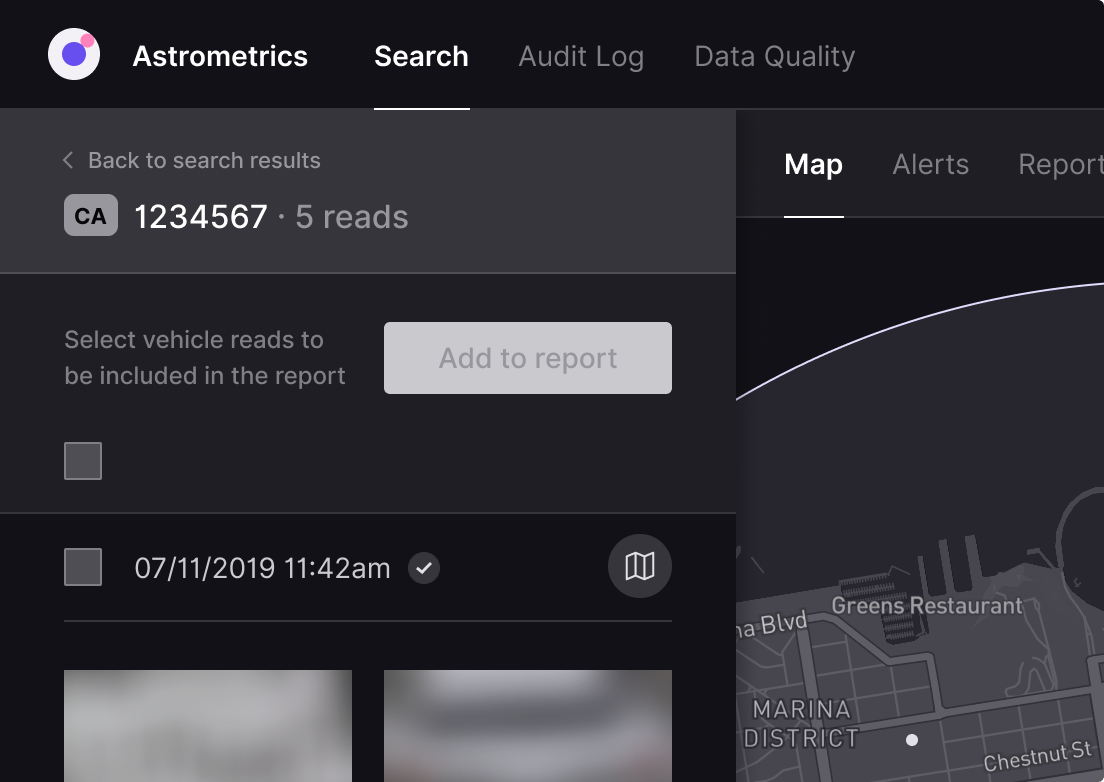 Astrometrics
Search
Audit Log
Data Quality
Back to search results
CA 1234567 · 5 reads
Select vehicle reads to
be included in the report
Add to report
07/11/2019 11:42am
Map
Alerts
Report
Greens Restaurant
na Blvd
MARINA
DISTRICT
Chestnut St